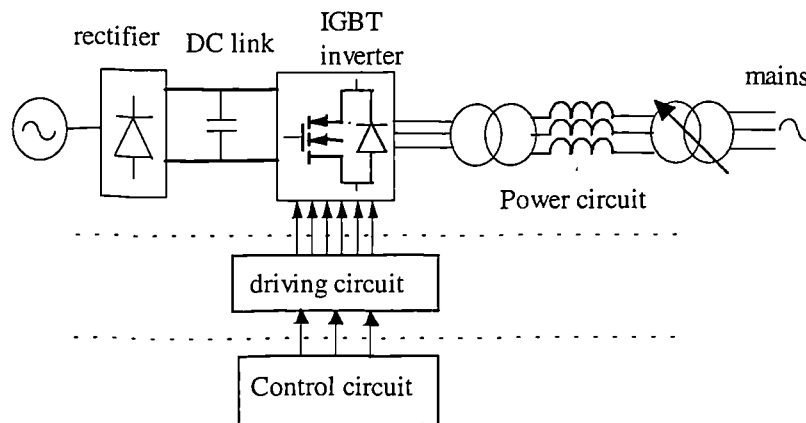 rectifier
DC link
IGBT
inverter
mains
Power circuit
driving circuit
Control circuit